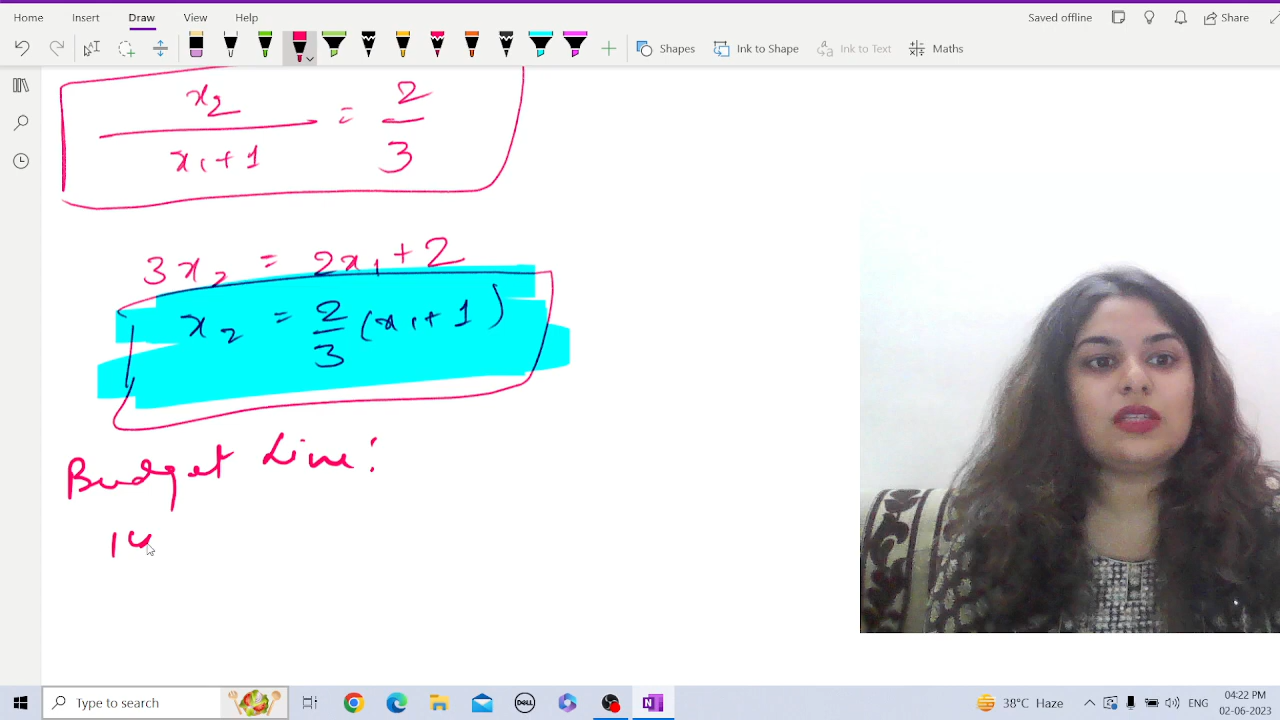 Home Insert Draw View Help Saved offline Share
Shapes Ink to Shape Ink to Text Maths
x2 / x1+1 = 2/3
3x2 = 2x1+2
x2 = 2/3 (x1+1)
Budget Line:
14
Type to search DELL 38°C Haze ENG 04:22 PM
02-06-2023